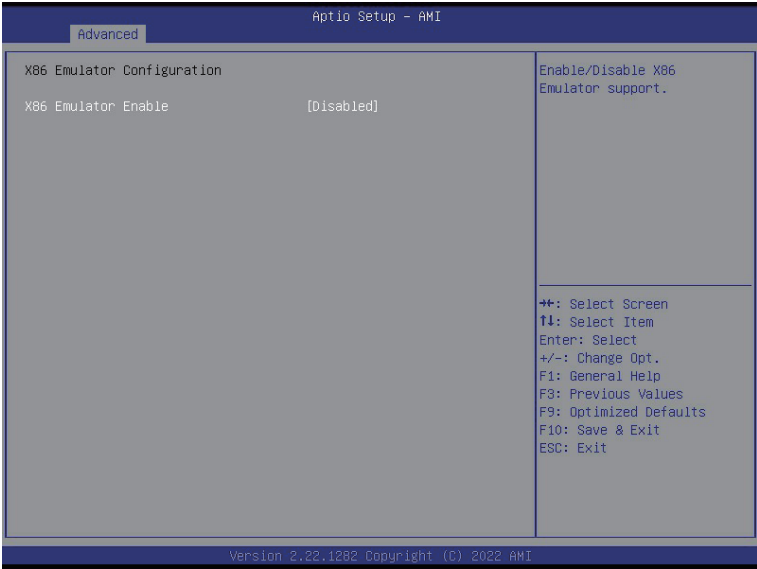 Aptio Setup – AMI
Advanced
X86 Emulator Configuration
X86 Emulator Enable [Disabled]
Enable/Disable X86
Emulator support.
→←: Select Screen
↑↓: Select Item
Enter: Select
+/-: Change Opt.
F1: General Help
F3: Previous Values
F9: Optimized Defaults
F10: Save & Exit
ESC: Exit
Version 2.22.1282 Copyright (C) 2022 AMI